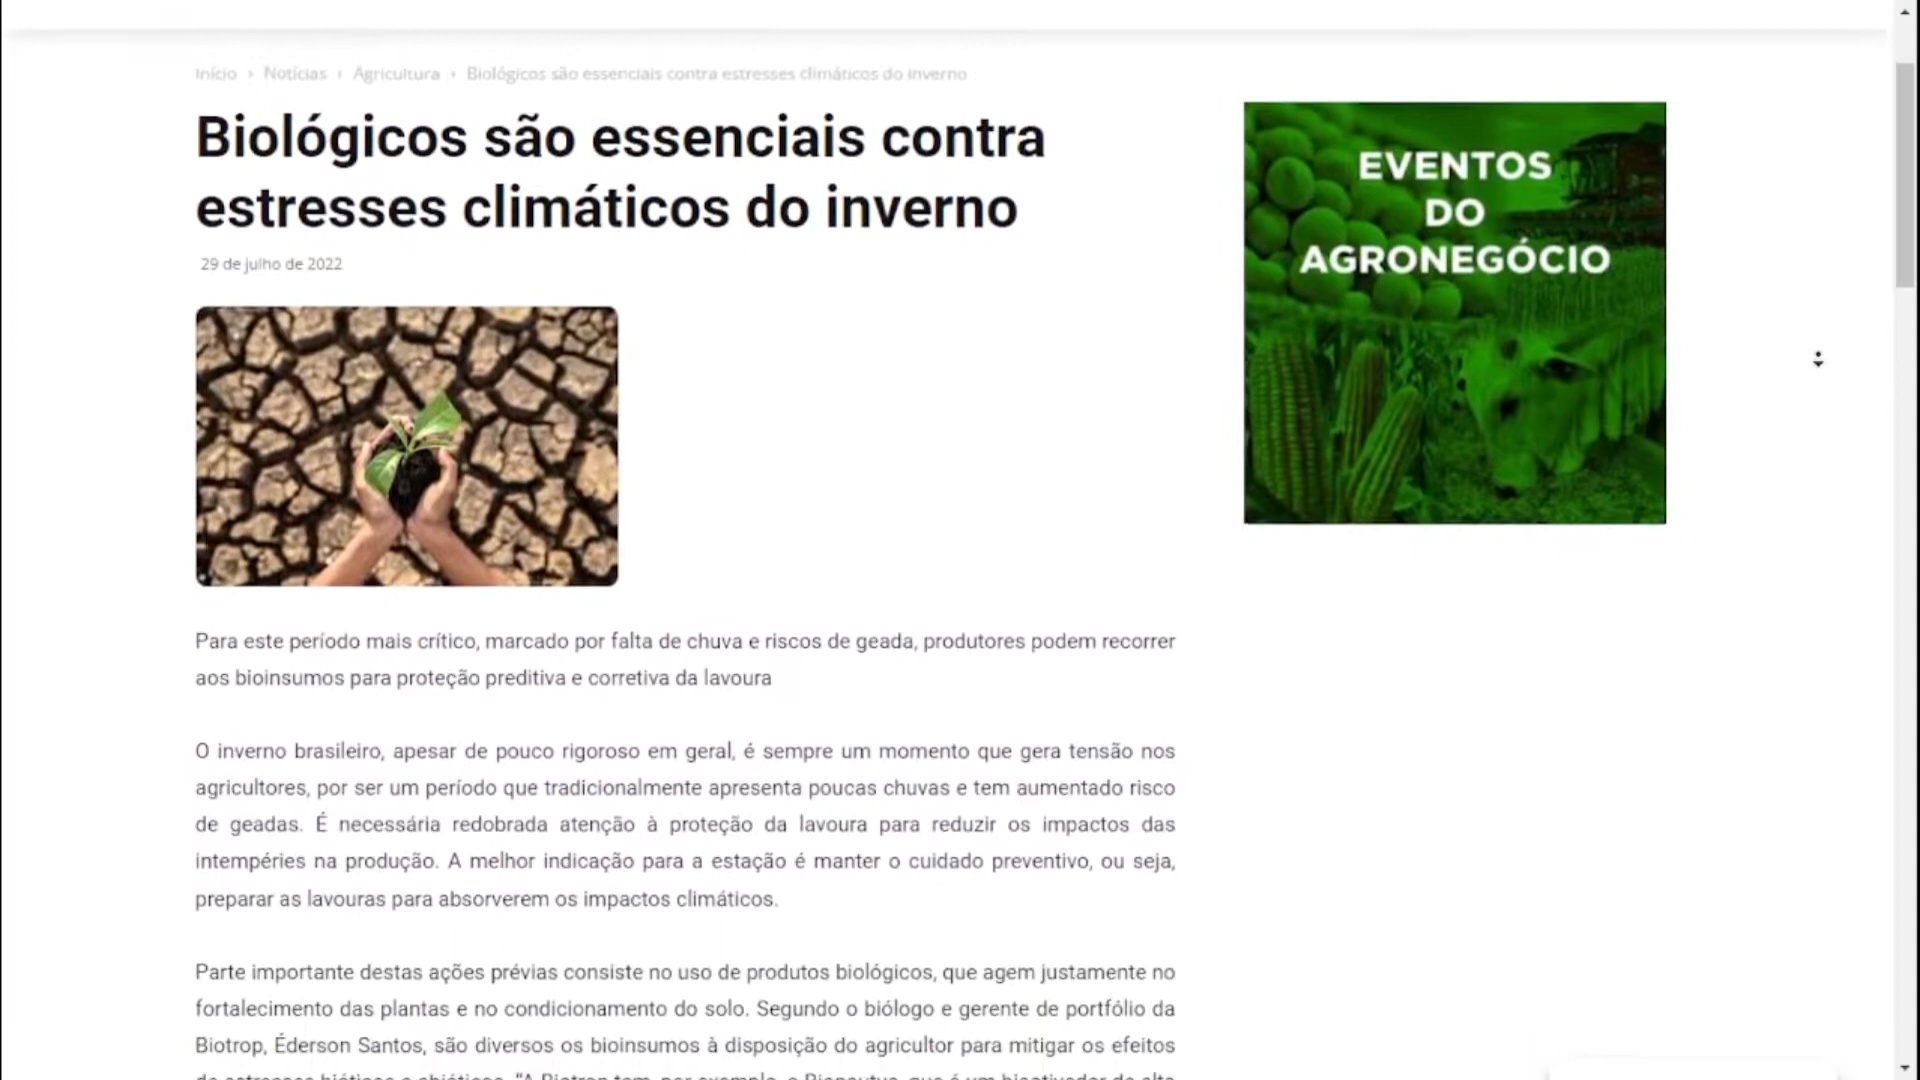 Início › Notícias › Agricultura › Biológicos são essenciais contra estresses climáticos do inverno
Biológicos são essenciais contra
estresses climáticos do inverno
29 de julho de 2022
EVENTOS
DO
AGRONEGÓCIO
Para este período mais crítico, marcado por falta de chuva e riscos de geada, produtores podem recorrer
aos bioinsumos para proteção preditiva e corretiva da lavoura
O inverno brasileiro, apesar de pouco rigoroso em geral, é sempre um momento que gera tensão nos
agricultores, por ser um período que tradicionalmente apresenta poucas chuvas e tem aumentado risco
de geadas. É necessária redobrada atenção à proteção da lavoura para reduzir os impactos das
intempéries na produção. A melhor indicação para a estação é manter o cuidado preventivo, ou seja,
preparar as lavouras para absorverem os impactos climáticos.
Parte importante destas ações prévias consiste no uso de produtos biológicos, que agem justamente no
fortalecimento das plantas e no condicionamento do solo. Segundo o biólogo e gerente de portfólio da
Biotrop, Éderson Santos, são diversos os bioinsumos à disposição do agricultor para mitigar os efeitos